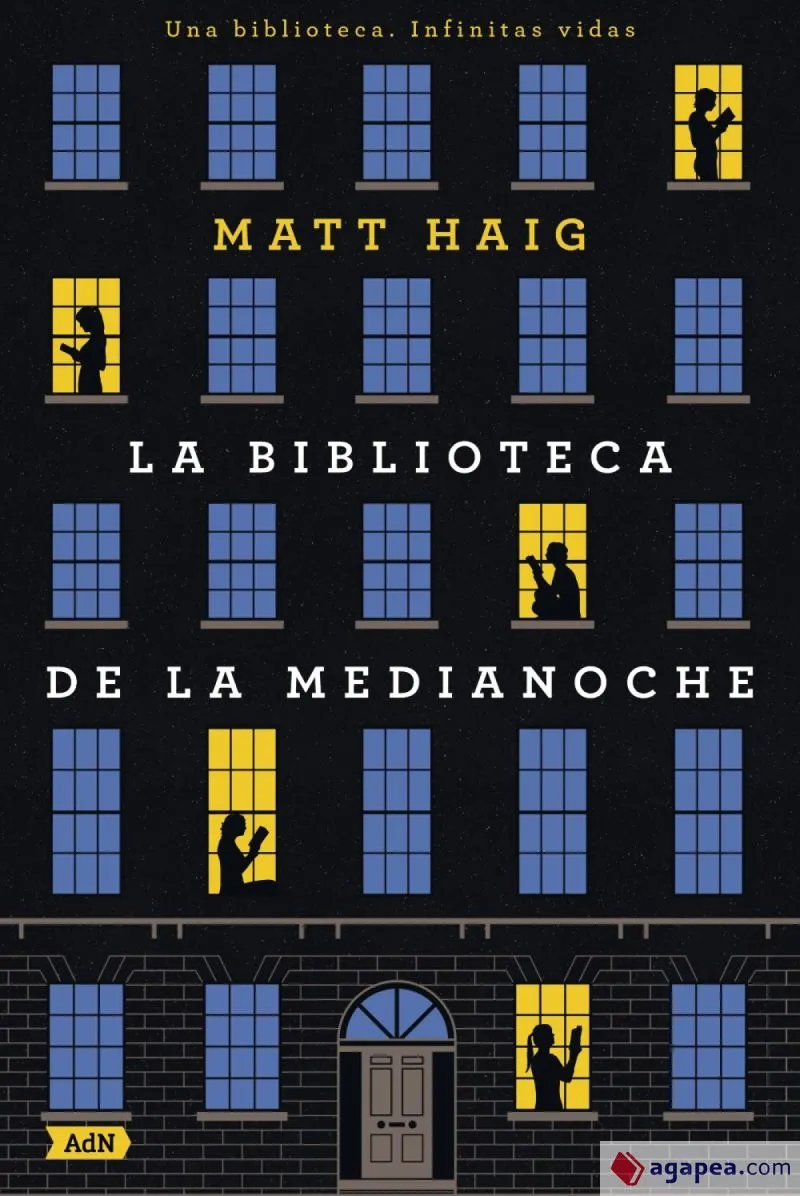 Una biblioteca. Infinitas vidas
MATT HAIG
LA BIBLIOTECA
DE LA MEDIANOCHE
AdN
agapea.com